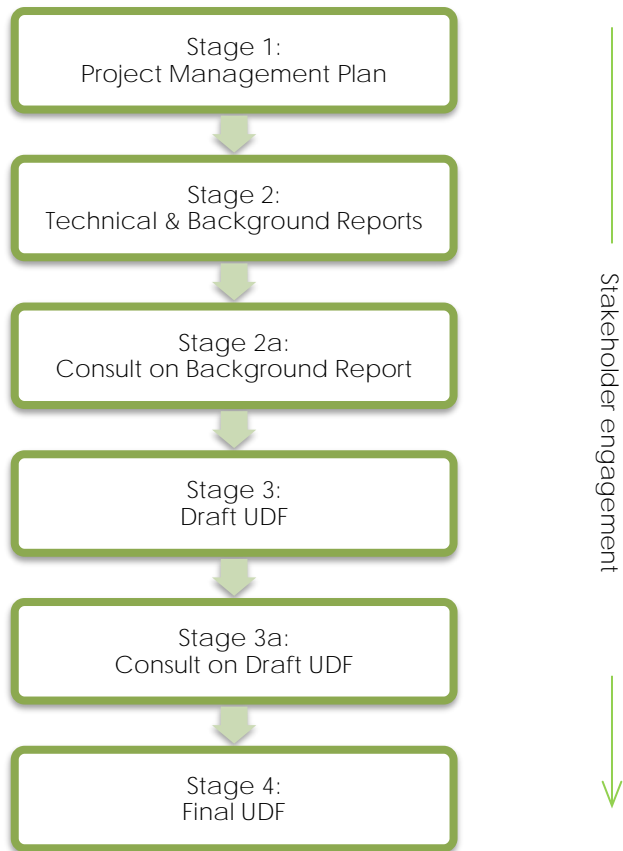 Stage 1:
Project Management Plan
Stage 2:
Technical & Background Reports
Stage 2a:
Consult on Background Report
Stage 3:
Draft UDF
Stage 3a:
Consult on Draft UDF
Stage 4:
Final UDF
Stakeholder engagement